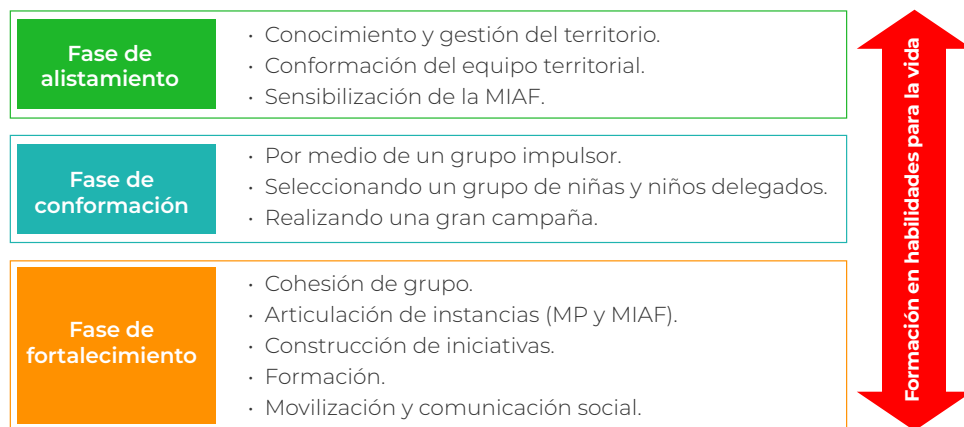 Fase de
alistamiento
· Conocimiento y gestión del territorio.
· Conformación del equipo territorial.
· Sensibilización de la MIAF.
Fase de
conformación
· Por medio de un grupo impulsor.
· Seleccionando un grupo de niñas y niños delegados.
· Realizando una gran campaña.
Fase de
fortalecimiento
· Cohesión de grupo.
· Articulación de instancias (MP y MIAF).
· Construcción de iniciativas.
· Formación.
· Movilización y comunicación social.
Formación en habilidades para la vida